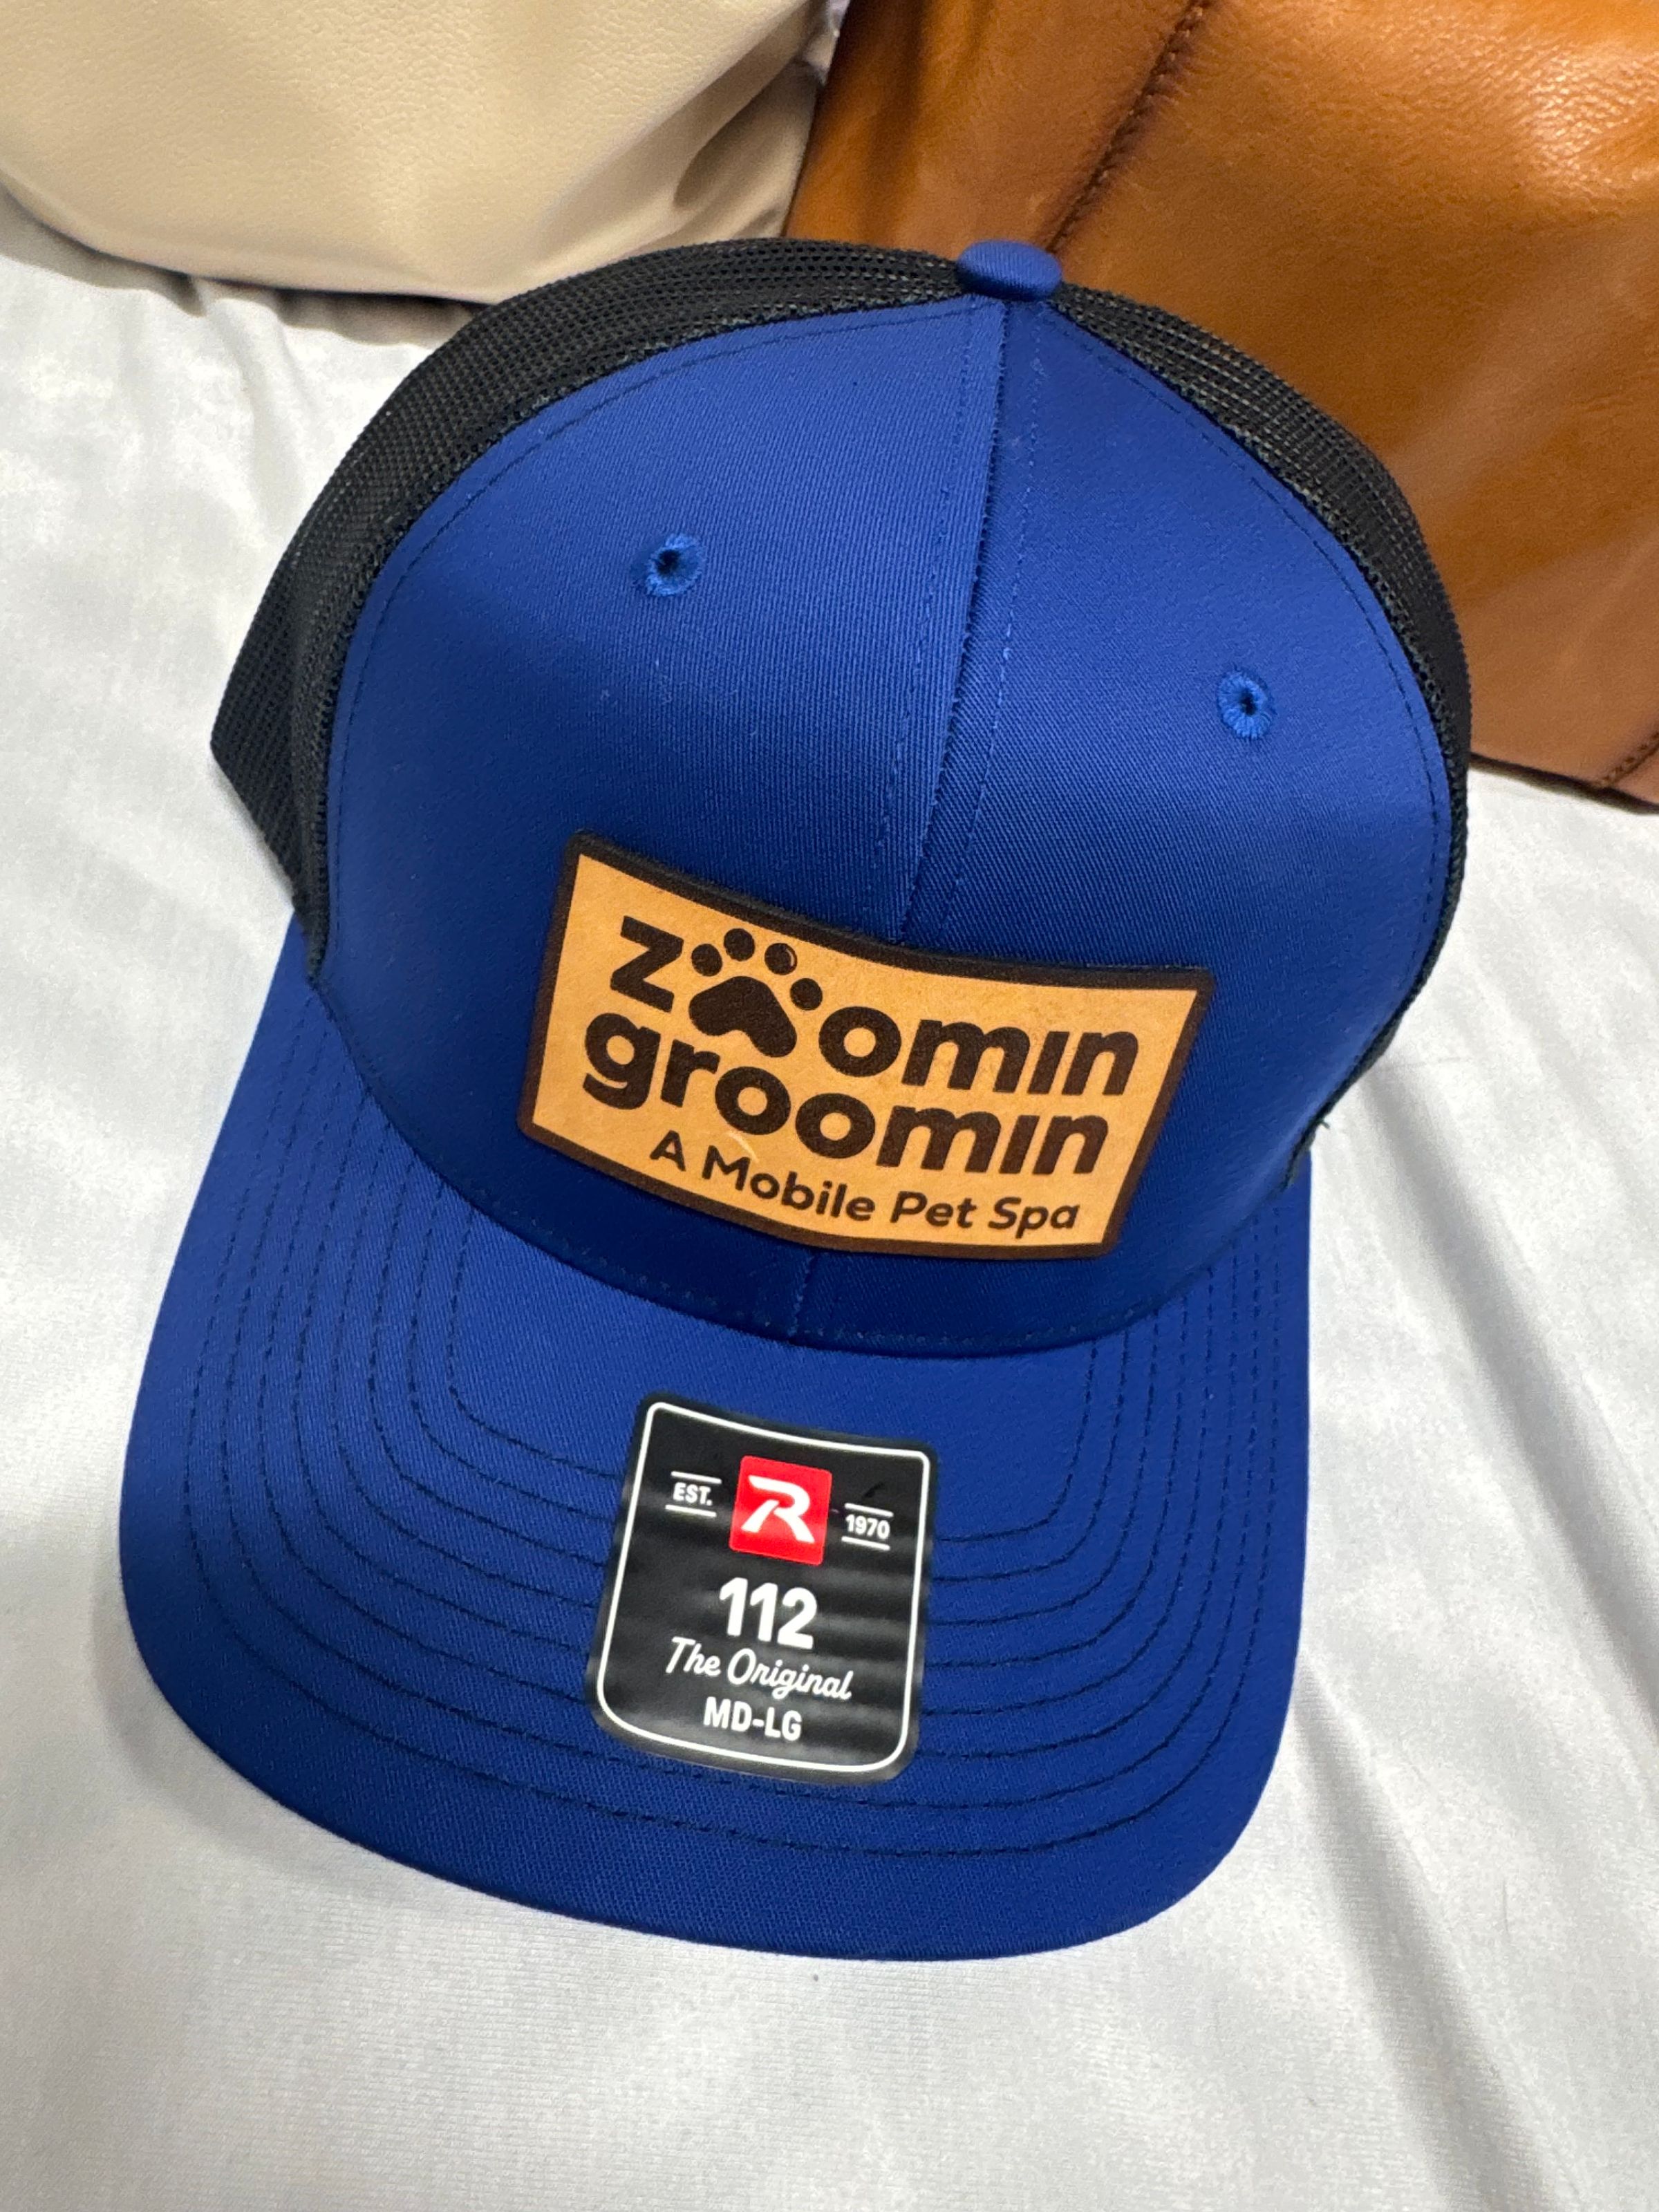 zoomin
groomin
A Mobile Pet Spa
EST. R 1970
112
The Original
MD-LG